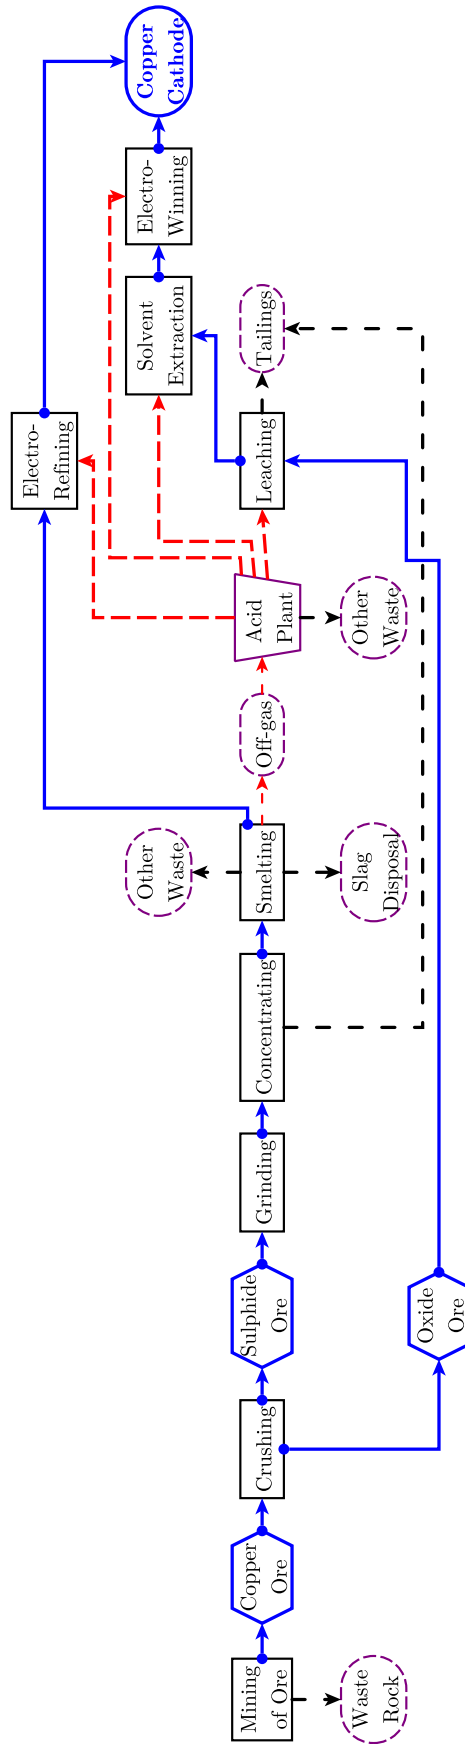 Mining
of Ore
Waste
Rock
Copper
Ore
Crushing
Sulphide
Ore
Oxide
Ore
Grinding
Concentrating
Smelting
Other
Waste
Slag
Disposal
Off-gas
Acid
Plant
Other
Waste
Electro-
Refining
Leaching
Tailings
Solvent
Extraction
Electro-
Winning
Copper
Cathode